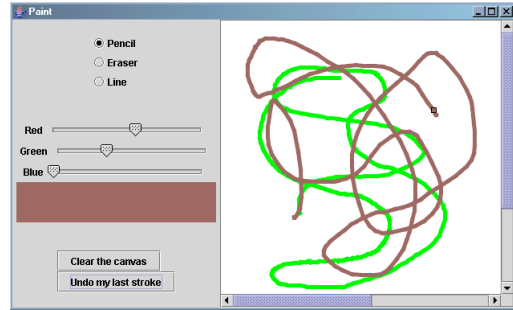 Paint
Pencil
Eraser
Line
Red
Green
Blue
Clear the canvas
Undo my last stroke